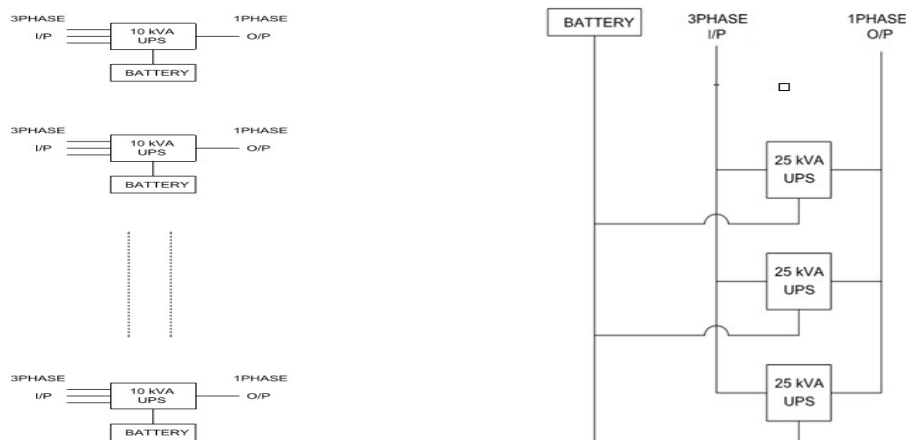 3PHASE 1PHASE
I/P 10 kVA UPS O/P
BATTERY
3PHASE 1PHASE
I/P 10 kVA UPS O/P
BATTERY
3PHASE 1PHASE
I/P 10 kVA UPS O/P
BATTERY
BATTERY
3PHASE
I/P
1PHASE
O/P
25 kVA
UPS
25 kVA
UPS
25 kVA
UPS